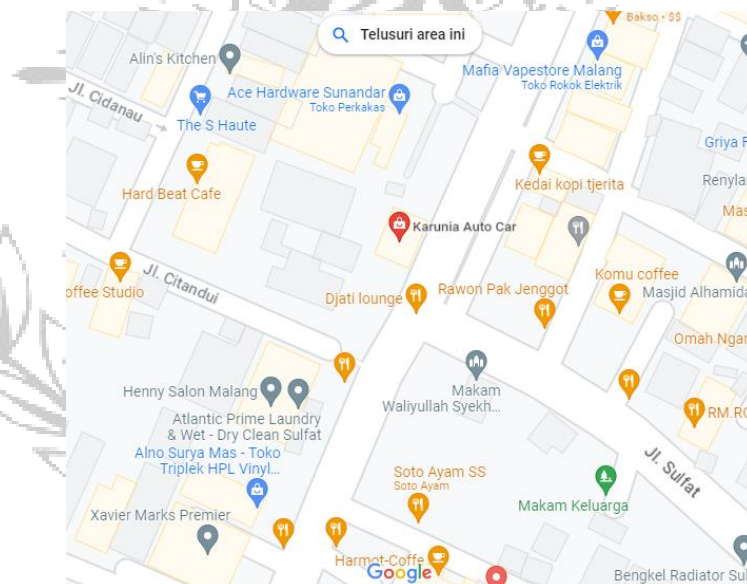 Bakso • $$
Telusuri area ini
Alin's Kitchen
Mafia Vapestore Malang
Toko Rokok Elektrik
Ace Hardware Sunandar
Toko Perkakas
Jl. Cidanau
The S Haute
Griya F
Kedai kopi tjerita
Renyla
Hard Beat Cafe
Mas
Karunia Auto Car
Jl. Citandui
offee Studio
Djati lounge
Rawon Pak Jenggot
Komu coffee
Masjid Alhamida
Omah Ngar
Henny Salon Malang
Makam
Waliyullah Syekh...
Atlantic Prime Laundry
& Wet - Dry Clean Sulfat
RM.RO
Alno Surya Mas - Toko
Triplek HPL Vinyl...
Jl. Sulfat
Soto Ayam SS
Soto Ayam
Makam Keluarga
Xavier Marks Premier
Harmot-Coffe
Google
Bengkel Radiator Su